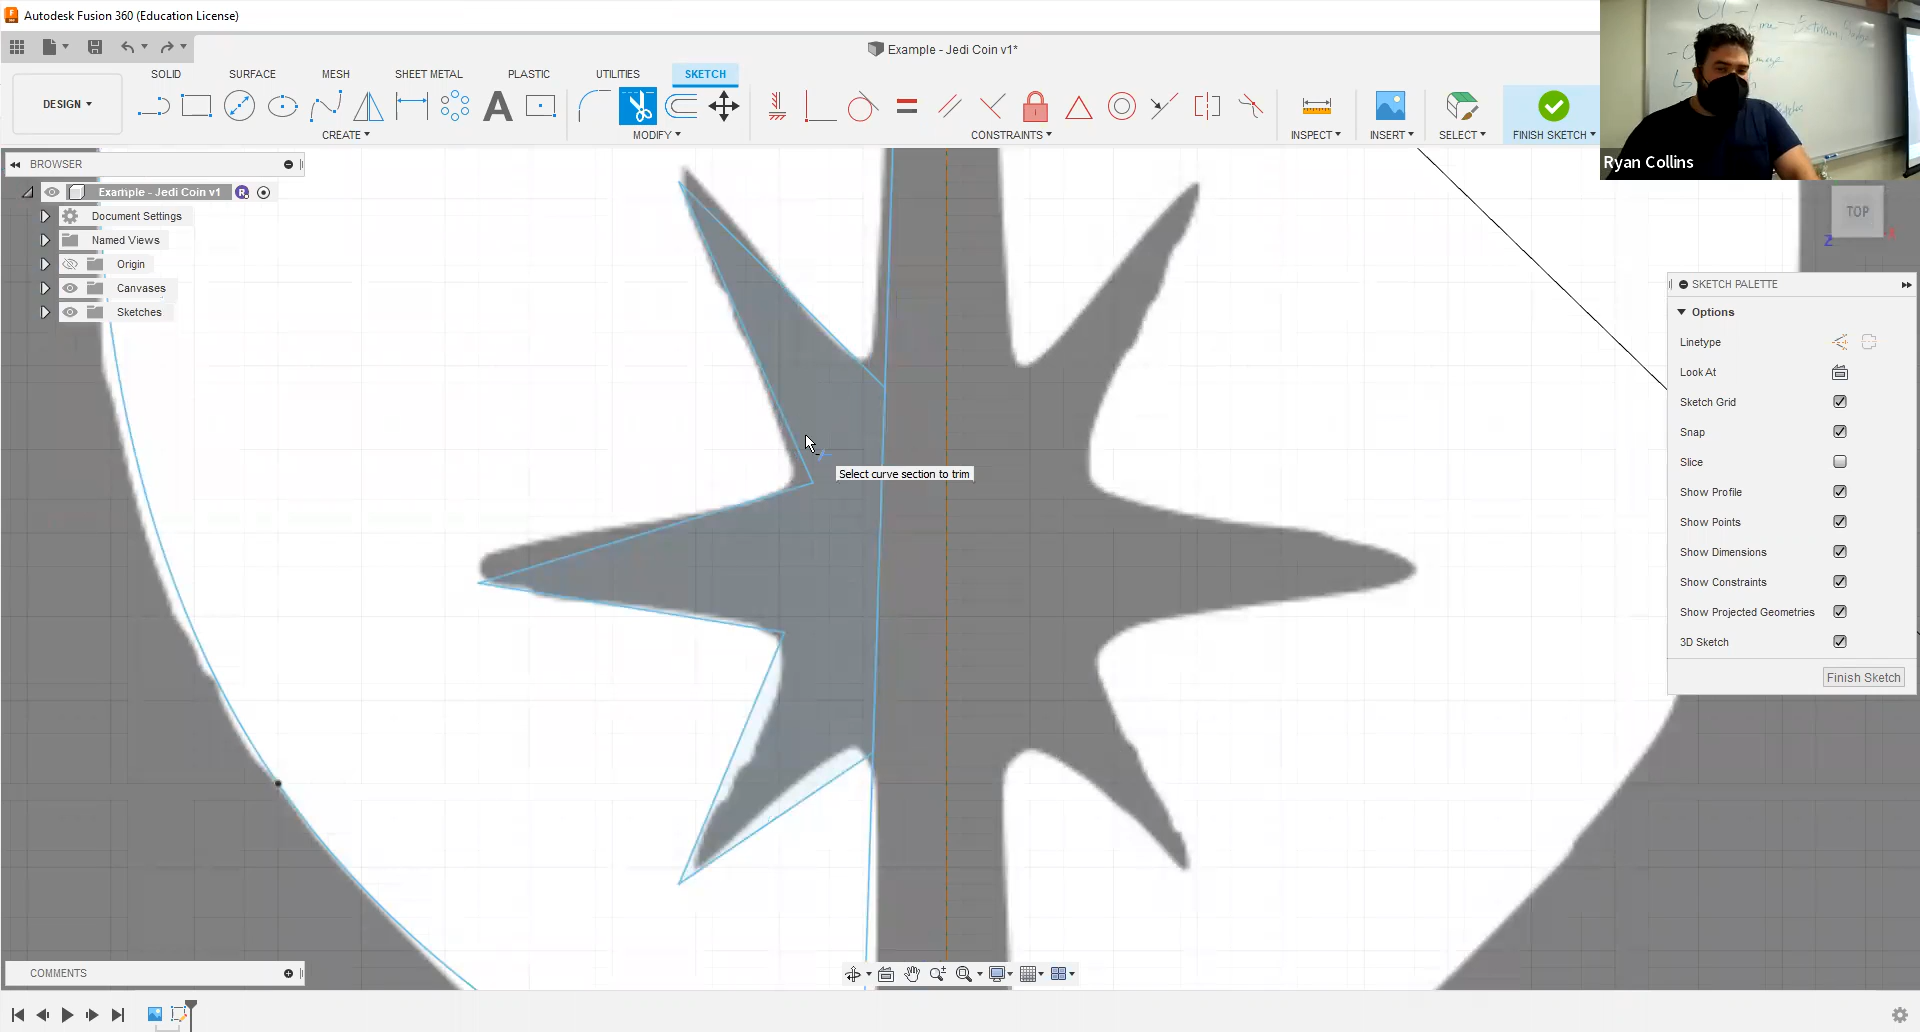 Autodesk Fusion 360 (Education License)
Example - Jedi Coin v1*
SOLID SURFACE MESH SHEET METAL PLASTIC UTILITIES SKETCH
DESIGN
CREATE MODIFY CONSTRAINTS INSPECT INSERT SELECT FINISH SKETCH
Ryan Collins
BROWSER
Example - Jedi Coin v1
R
Document Settings
Named Views
Origin
Canvases
Sketches
TOP
Z
X
SKETCH PALETTE
Options
Linetype
Look At
Sketch Grid
Snap
Slice
Show Profile
Show Points
Show Dimensions
Show Constraints
Show Projected Geometries
3D Sketch
Finish Sketch
Select curve section to trim
COMMENTS